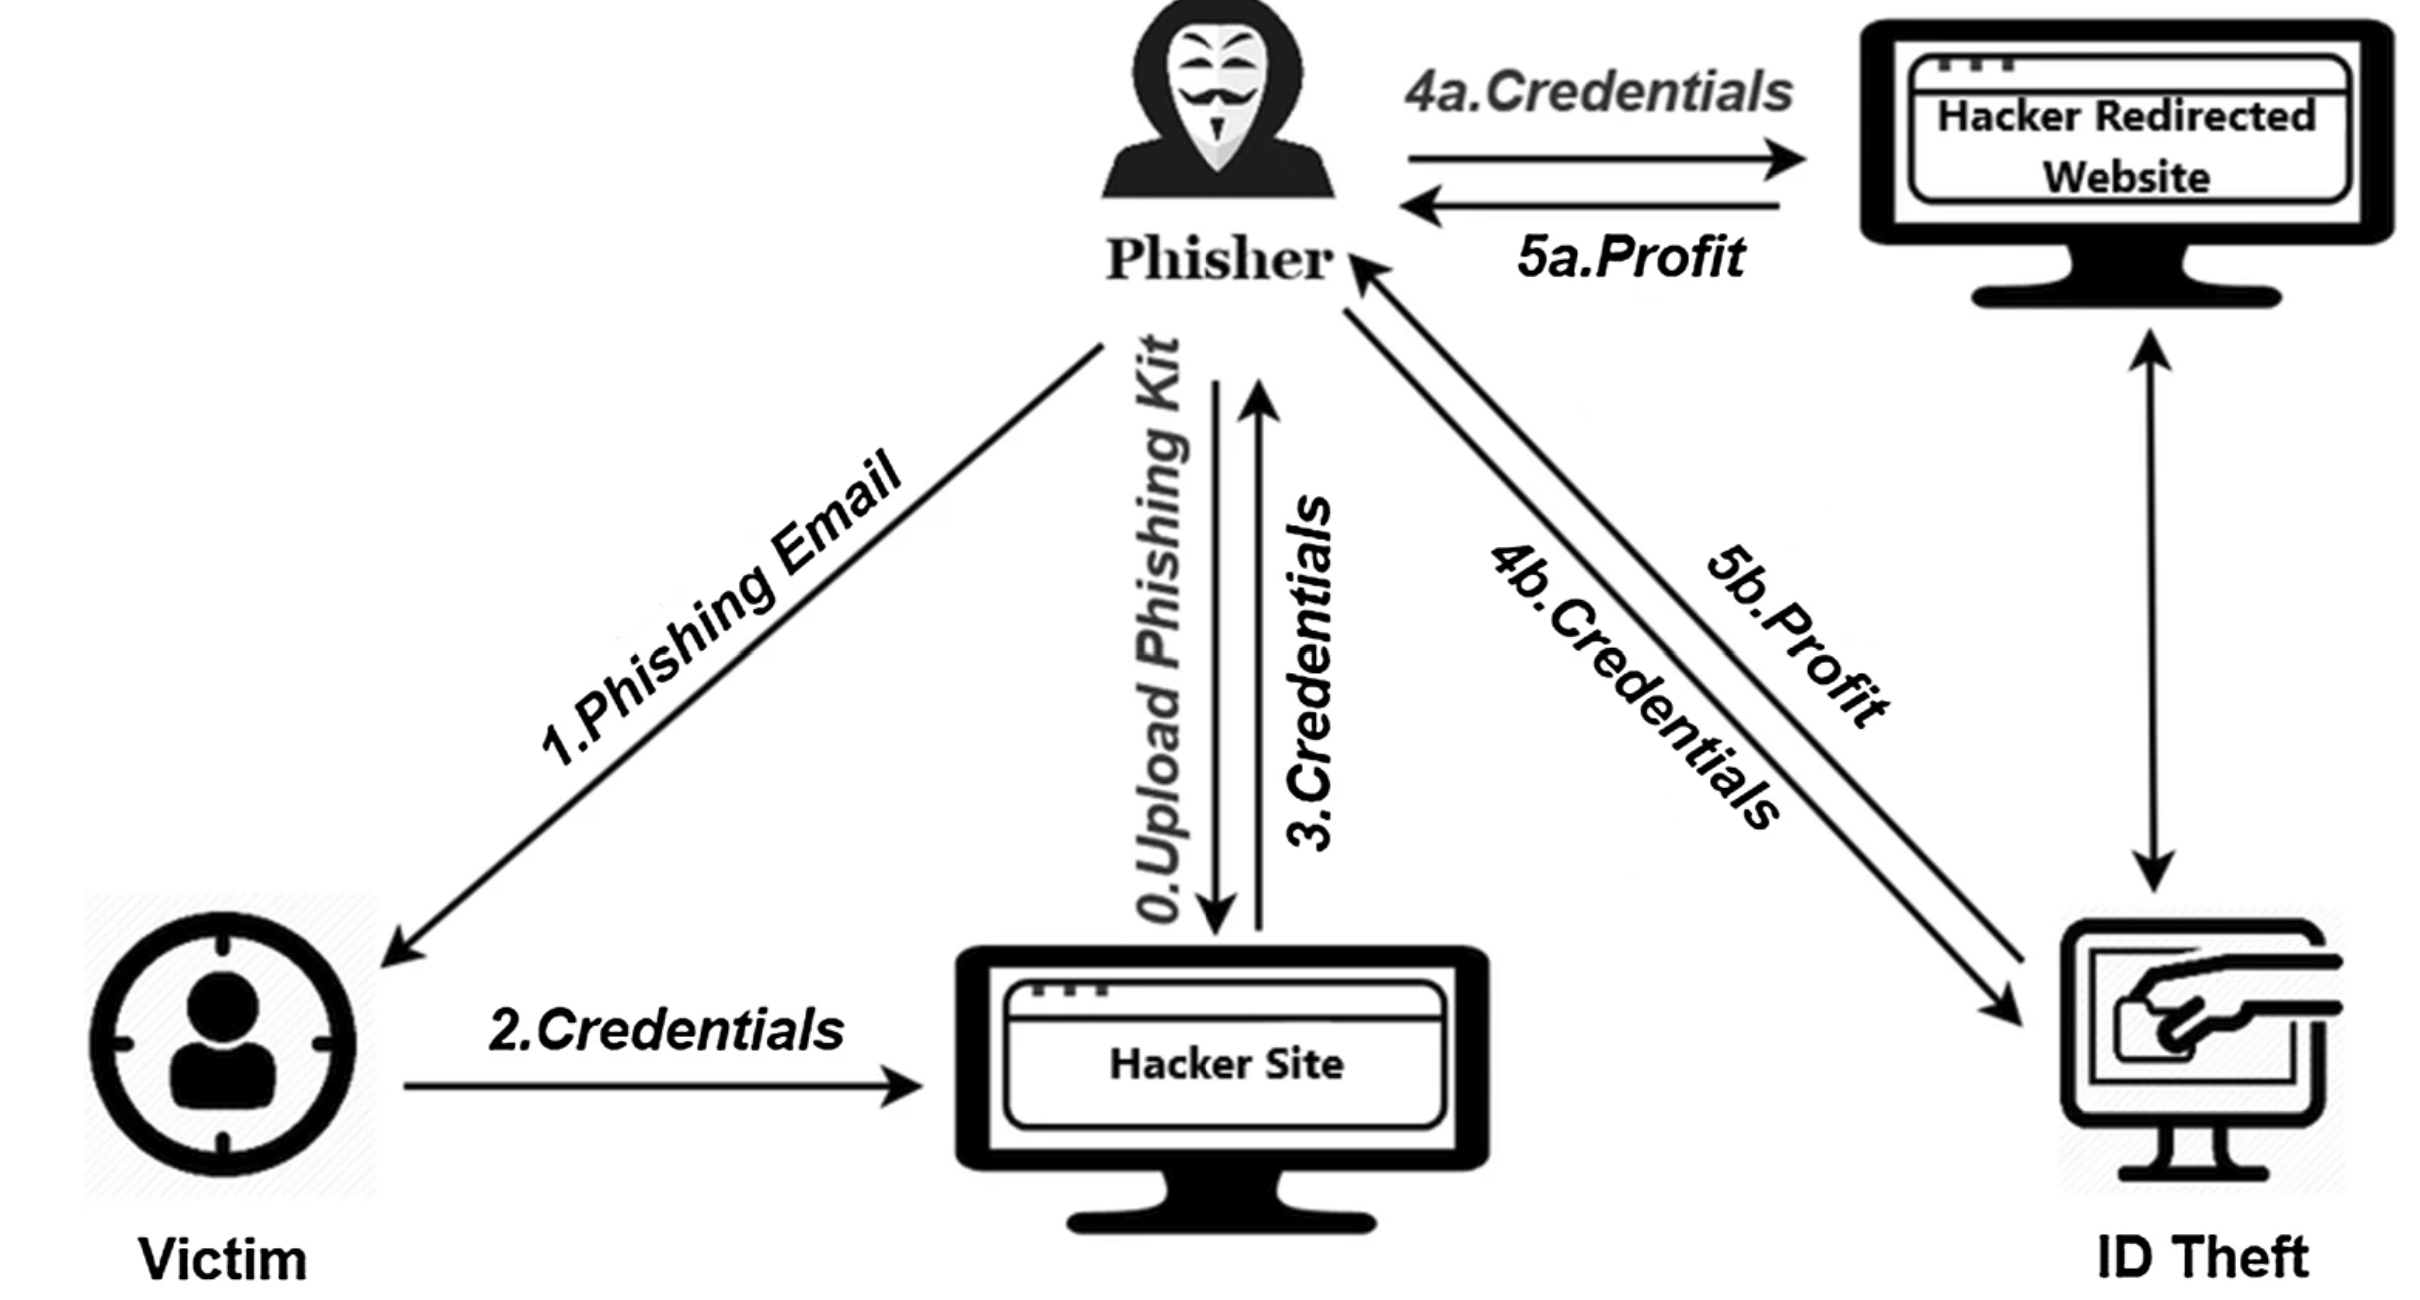 4a.Credentials
Hacker Redirected
Website
5a.Profit
Phisher
0.Upload Phishing Kit
3.Credentials
1.Phishing Email
4b.Credentials
5b.Profit
2.Credentials
Hacker Site
Victim
ID Theft